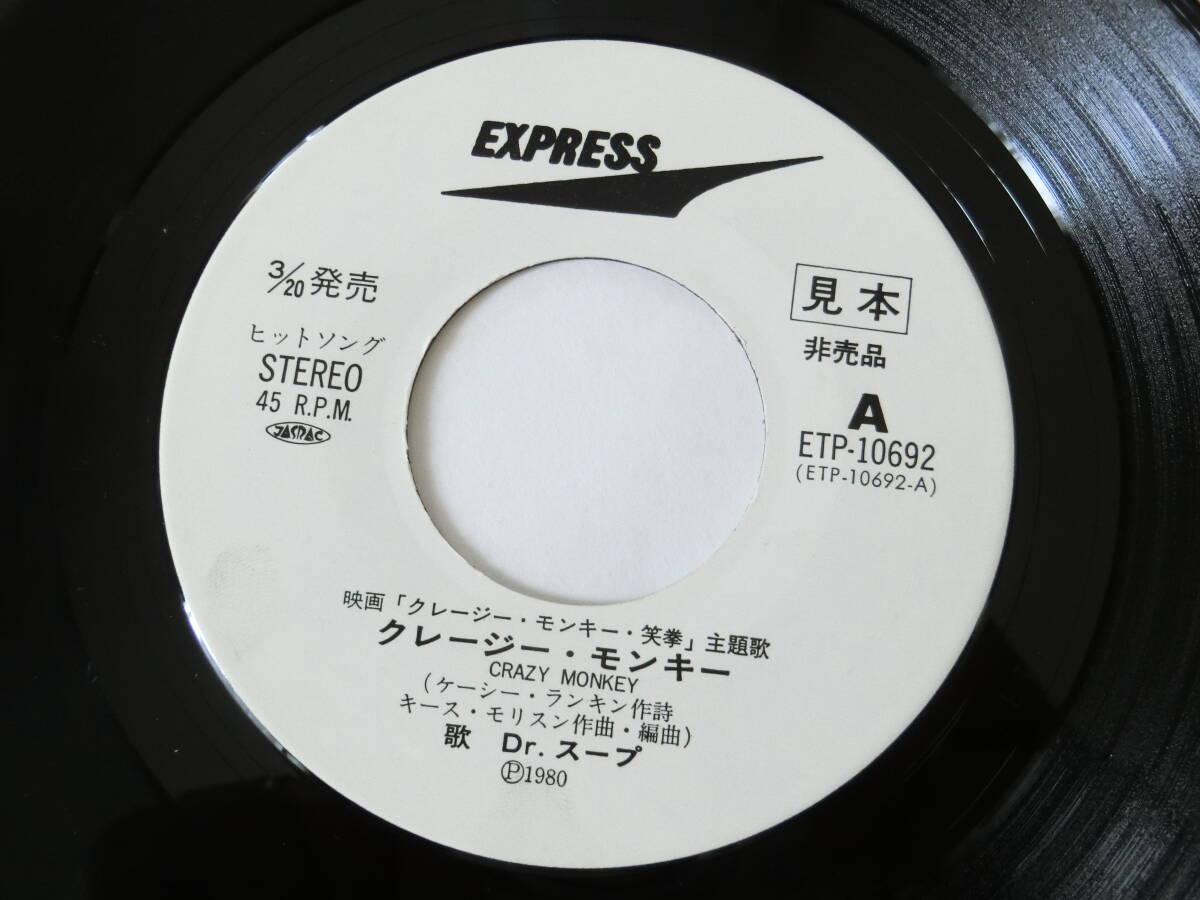 EXPRESS
3/20発売
ヒットソング
STEREO
45 R.P.M.
JASRAC
見本
非売品
A
ETP-10692
(ETP-10692-A)
映画「クレージー・モンキー・笑拳」主題歌
クレージー・モンキー
CRAZY MONKEY
(ケーシー・ランキン作詩
キース・モリスン作曲・編曲)
歌 Dr.スープ
Ⓟ1980